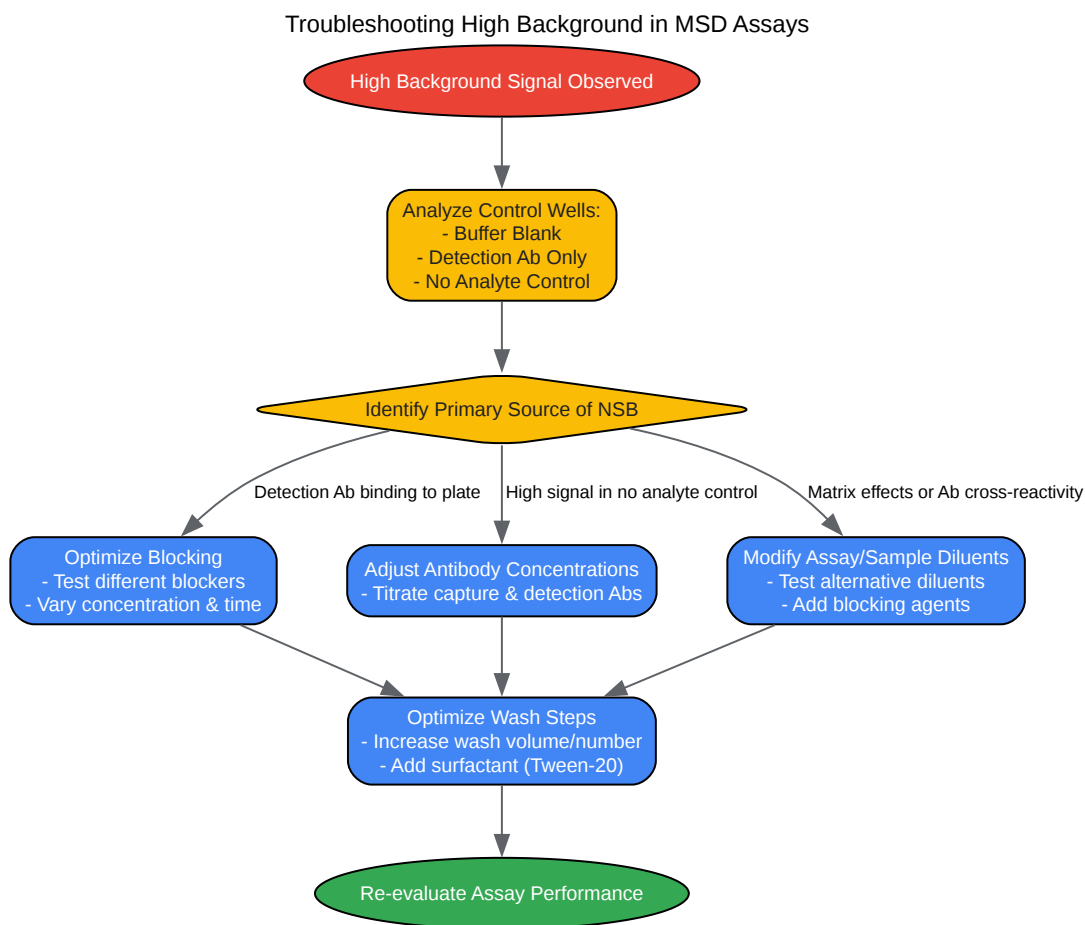 Troubleshooting High Background in MSD Assays
High Background Signal Observed
Analyze Control Wells:
- Buffer Blank
- Detection Ab Only
- No Analyte Control
Identify Primary Source of NSB
Detection Ab binding to plate
High signal in no analyte control
Matrix effects or Ab cross-reactivity
Optimize Blocking
- Test different blockers
- Vary concentration & time
Adjust Antibody Concentrations
- Titrate capture & detection Abs
Modify Assay/Sample Diluents
- Test alternative diluents
- Add blocking agents
Optimize Wash Steps
- Increase wash volume/number
- Add surfactant (Tween-20)
Re-evaluate Assay Performance